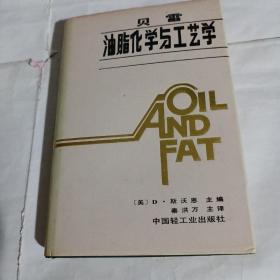 贝雷
油脂化学与工艺学
OIL
AND
FAT
〔美〕D·斯沃恩 主编
秦洪万 主译
中国轻工业出版社